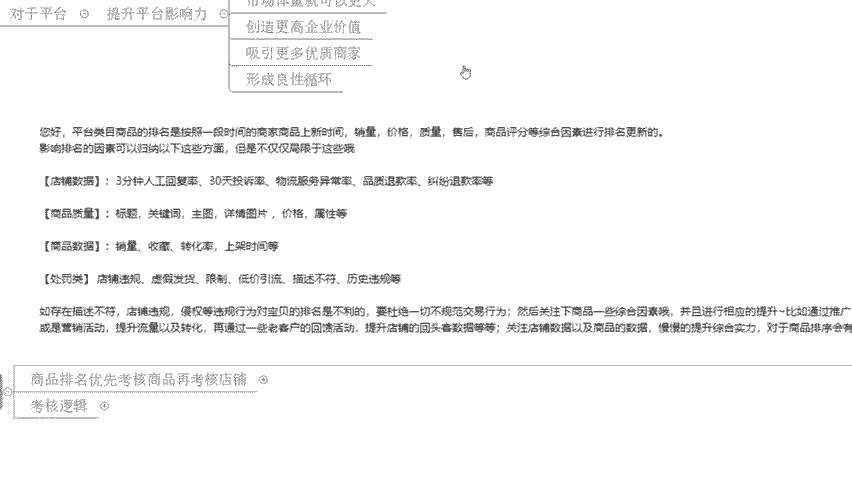 市场体量就可以更大
对于平台 提升平台影响力
创造更高企业价值
吸引更多优质商家
形成良性循环
您好，平台类目商品的排名是按照一段时间的商家商品上新时间，销量，价格，质量，售后，商品评分等综合因素进行排名更新的。
影响排名的因素可以归纳以下这些方面，但是不仅仅局限于这些哦
【店铺数据】：3分钟人工回复率、30天投诉率、物流服务异常率、品质退款率、纠纷退款率等
【商品质量】：标题，关键词，主图，详情图片 ，价格，属性等
【商品数据】：销量、收藏、转化率，上架时间等
【处罚类】 店铺违规、虚假发货、限制、低价引流、描述不符、历史违规等
如存在描述不符，店铺违规，侵权等违规行为对宝贝的排名是不利的，要杜绝一切不规范交易行为；然后关注下商品一些综合因素哦，并且进行相应的提升~比如通过推广
或是营销活动，提升流量以及转化，再通过一些老客户的回馈活动，提升店铺的回头客数据等等；关注店铺数据以及商品的数据，慢慢的提升综合实力，对于商品排序会有
商品排名优先考核商品再考核店铺
考核逻辑